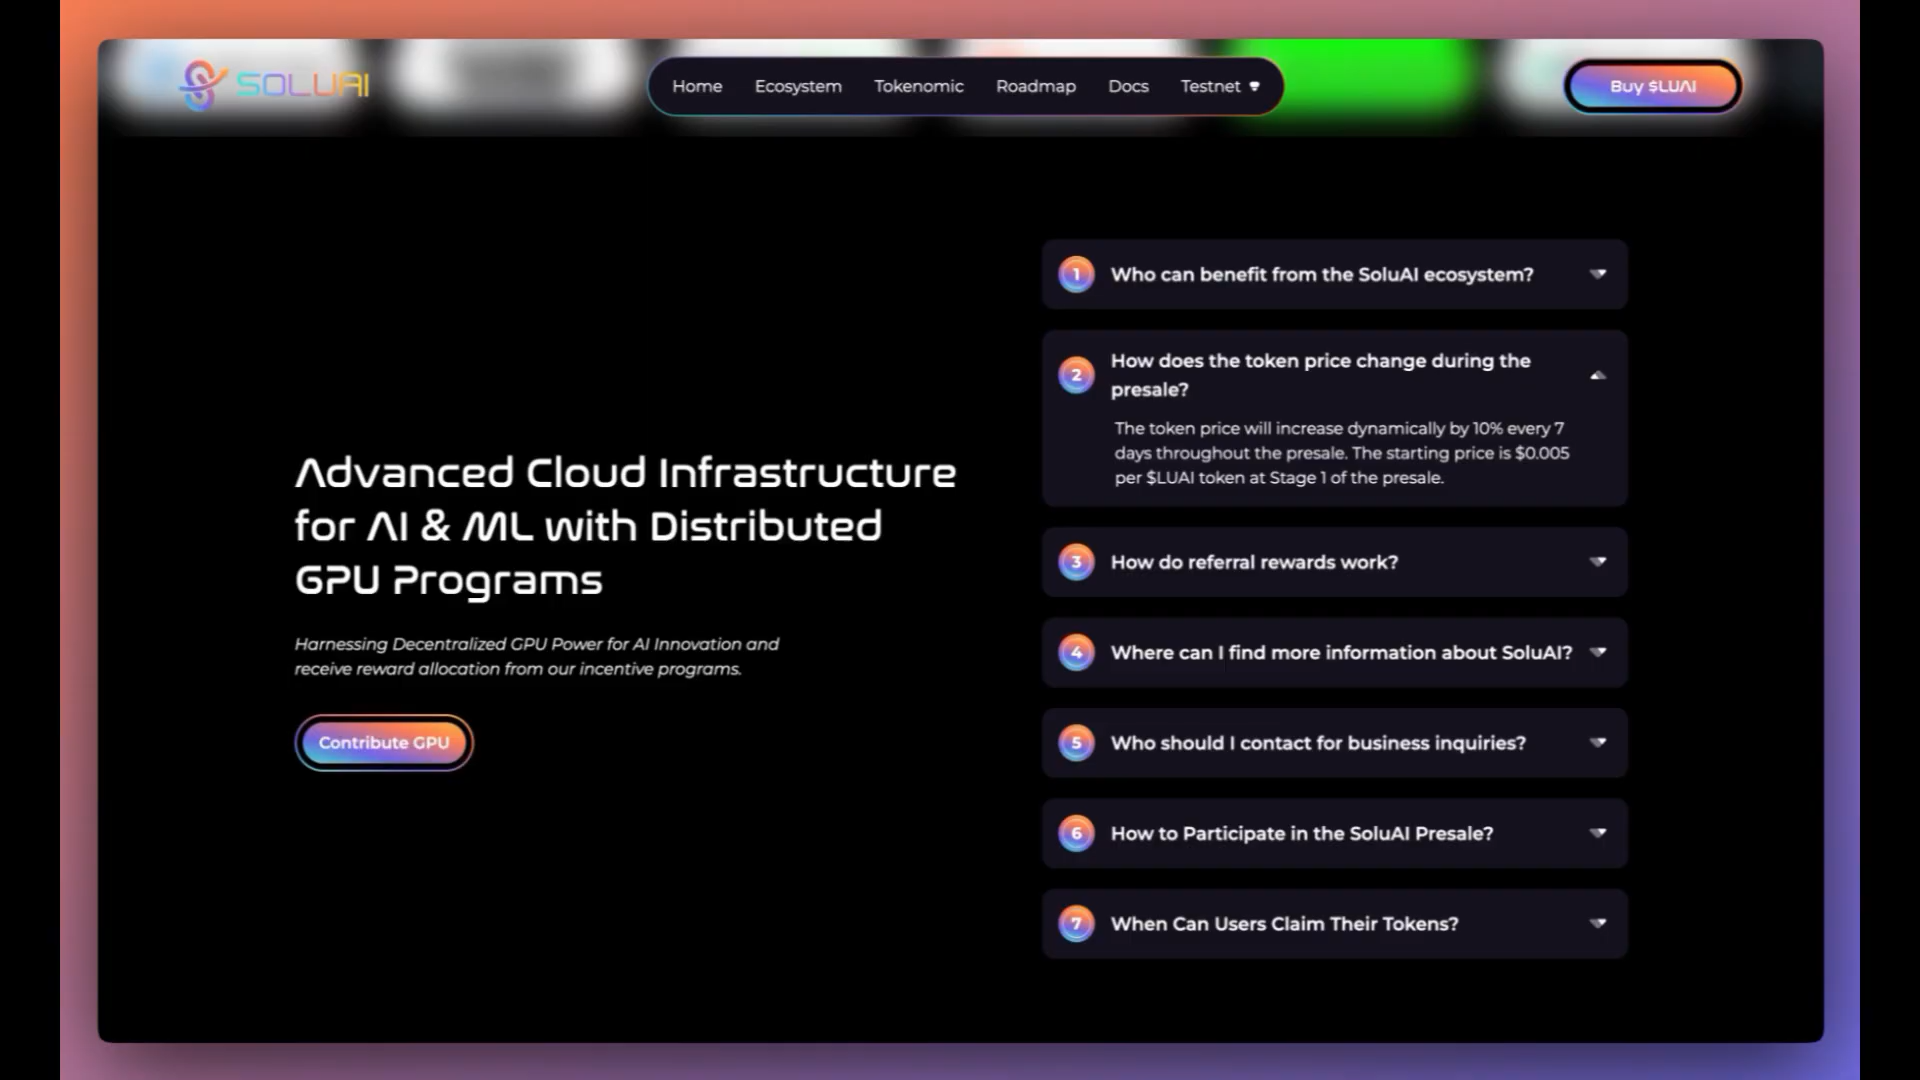 SOLUAI
Home Ecosystem Tokenomic Roadmap Docs Testnet
Buy $LUAI
Advanced Cloud Infrastructure
for AI & ML with Distributed
GPU Programs
Harnessing Decentralized GPU Power for AI Innovation and
receive reward allocation from our incentive programs.
Contribute GPU
1 Who can benefit from the SoluAI ecosystem?
2 How does the token price change during the
presale?
The token price will increase dynamically by 10% every 7
days throughout the presale. The starting price is $0.005
per $LUAI token at Stage 1 of the presale.
3 How do referral rewards work?
4 Where can I find more information about SoluAI?
5 Who should I contact for business inquiries?
6 How to Participate in the SoluAI Presale?
7 When Can Users Claim Their Tokens?